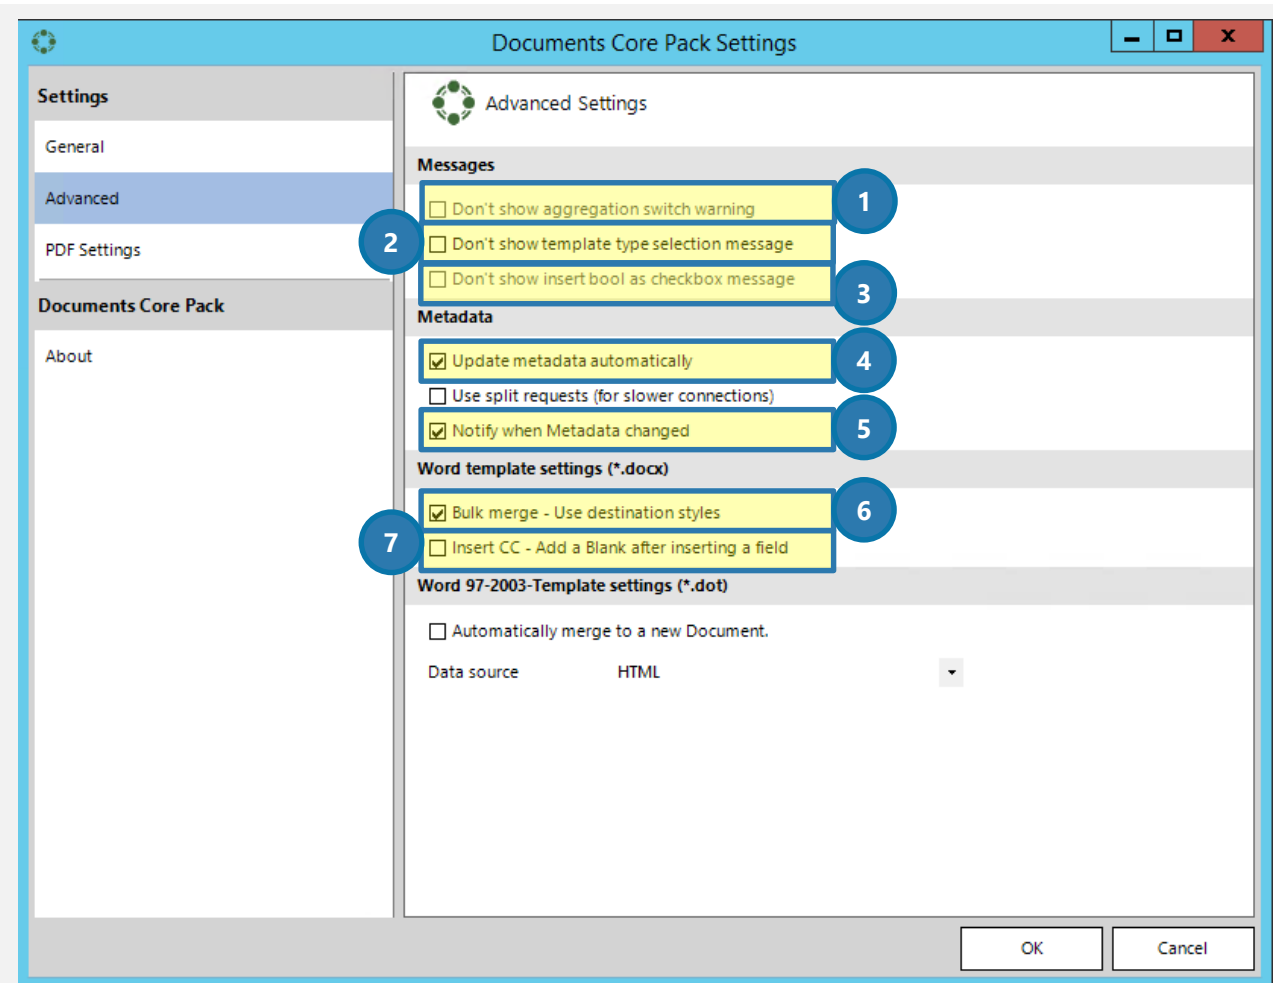 Documents Core Pack Settings
x
Settings
General
Advanced
PDF Settings
Documents Core Pack
About
Advanced Settings
Messages
Don't show aggregation switch warning
1
2
Don't show template type selection message
Don't show insert bool as checkbox message
3
Metadata
Update metadata automatically
4
Use split requests (for slower connections)
Notify when Metadata changed
5
Word template settings (*.docx)
Bulk merge - Use destination styles
6
7
Insert CC - Add a Blank after inserting a field
Word 97-2003-Template settings (*.dot)
Automatically merge to a new Document.
Data source HTML
OK Cancel